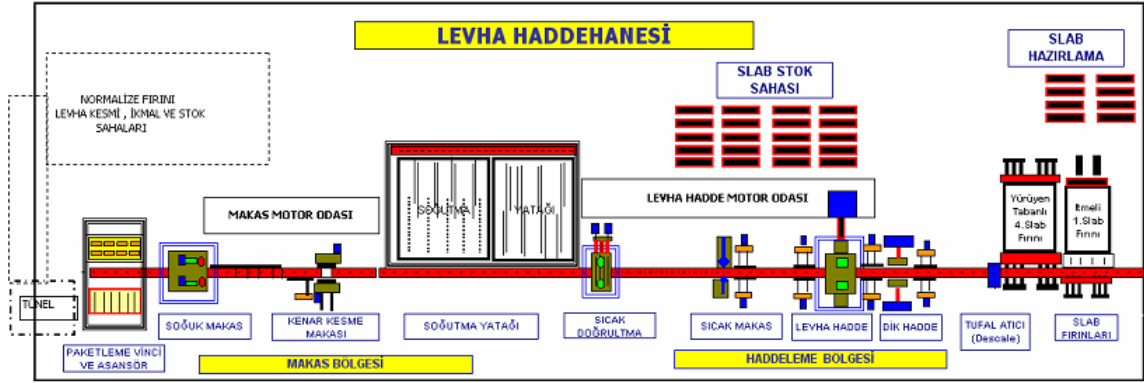 LEVHA HADDEHANESİ
SLAB
HAZIRLAMA
SLAB STOK
SAHASI
NORMALİZE FIRINI
LEVHA KESMİ , İKMAL VE STOK
SAHALARI
MAKAS MOTOR ODASI
SOĞUTMA YATAĞI
LEVHA HADDE MOTOR ODASI
Yürüyen
Tabanlı
4.Slab
Fırını
İtmeli
1.Slab
Fırını
TÜNEL
SOĞUK MAKAS
KENAR KESME
MAKASI
SOĞUTMA YATAĞI
SICAK
DOĞRULTMA
SICAK MAKAS
LEVHA HADDE
DİK HADDE
TUFAL ATICI
(Descale)
SLAB
FIRINLARI
PAKETLEME VİNCİ
VE ASANSÖR
MAKAS BÖLGESİ
HADDELEME BÖLGESİ